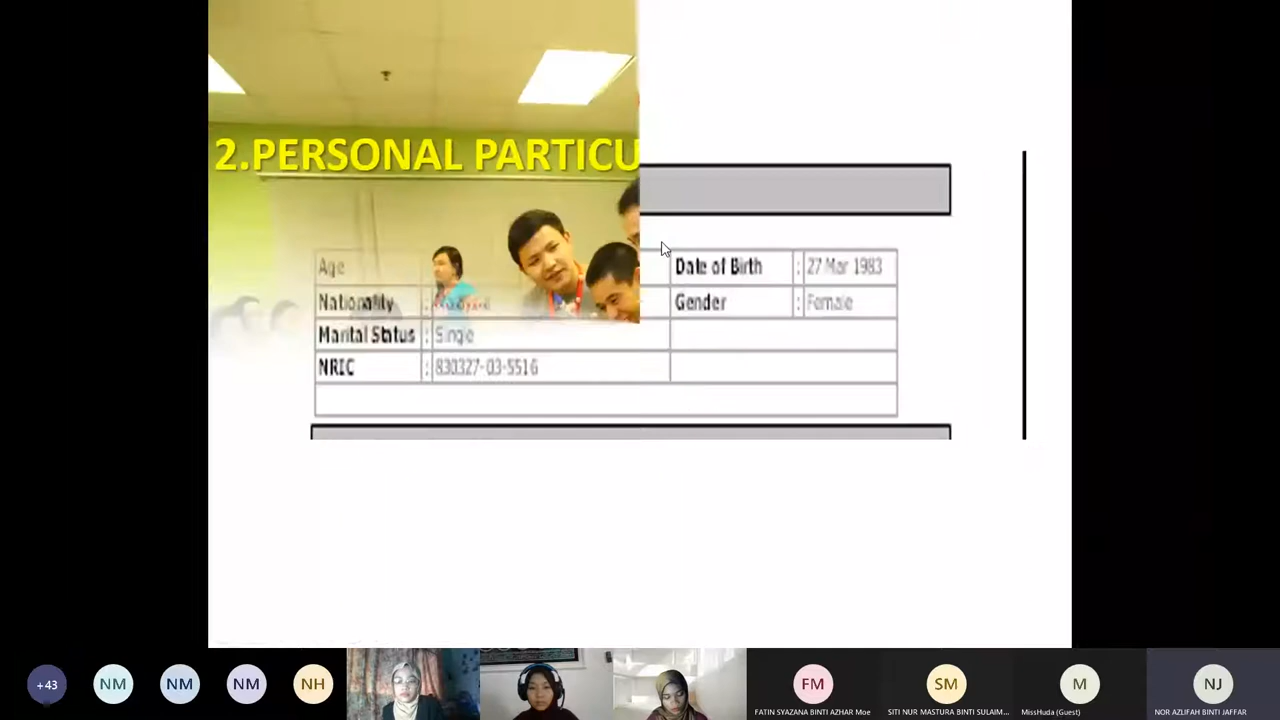 2.PERSONAL PARTICU
Age
Date of Birth : 27 Mar 1983
Nationality :
Gender : Female
Marital Status : Single
NRIC : 830327-03-5516
+43
NM
NM
NM
NH
FM
SM
M
NJ
FATIN SYAZANA BINTI AZHAR Moe
SITI NUR MASTURA BINTI SULAIM...
MissHuda (Guest)
NOR AZLIFAH BINTI JAFFAR